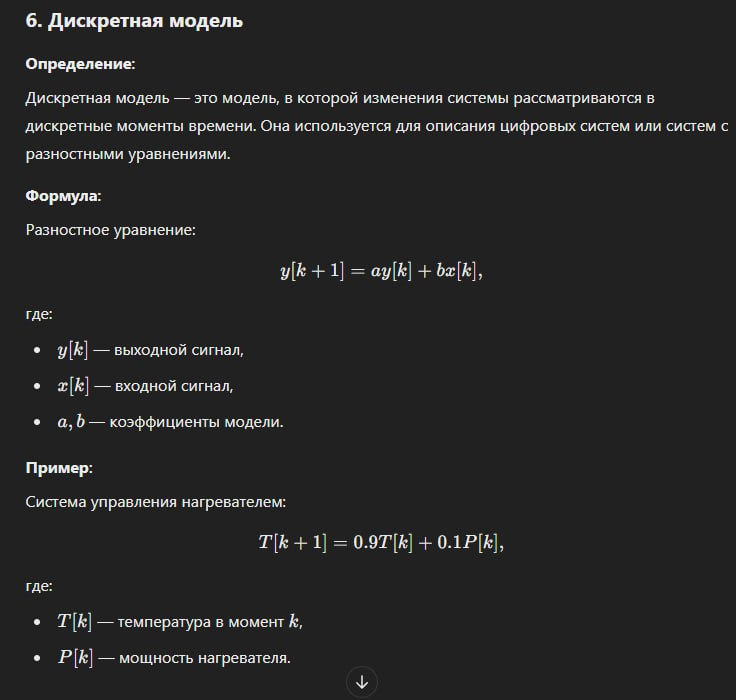 6. Дискретная модель
Определение:
Дискретная модель — это модель, в которой изменения системы рассматриваются в
дискретные моменты времени. Она используется для описания цифровых систем или систем с
разностными уравнениями.
Формула:
Разностное уравнение:
y[k + 1] = ay[k] + bx[k],
где:
• y[k] — выходной сигнал,
• x[k] — входной сигнал,
• a, b — коэффициенты модели.
Пример:
Система управления нагревателем:
T[k + 1] = 0.9T[k] + 0.1P[k],
где:
• T[k] — температура в момент k,
• P[k] — мощность нагревателя.